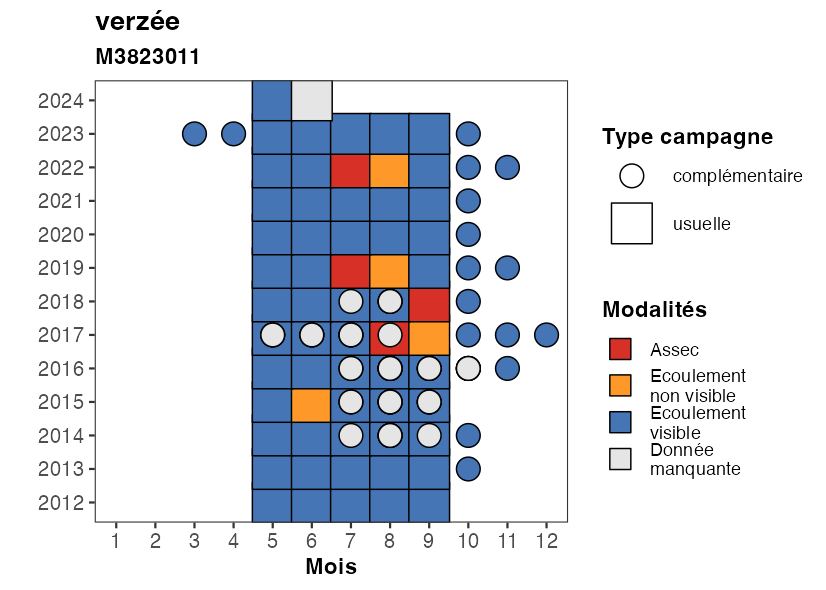 verzée
M3823011
2024
2023
2022
2021
2020
2019
2018
2017
2016
2015
2014
2013
2012
1 2 3 4 5 6 7 8 9 10 11 12
Mois
Type campagne
complémentaire
usuelle
Modalités
Assec
Ecoulement
non visible
Ecoulement
visible
Donnée
manquante